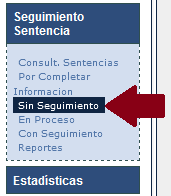 Seguimiento
Sentencia
Consult. Sentencias
Por Completar
Informacion
Sin Seguimiento
En Proceso
Con Seguimiento
Reportes
Estadísticas